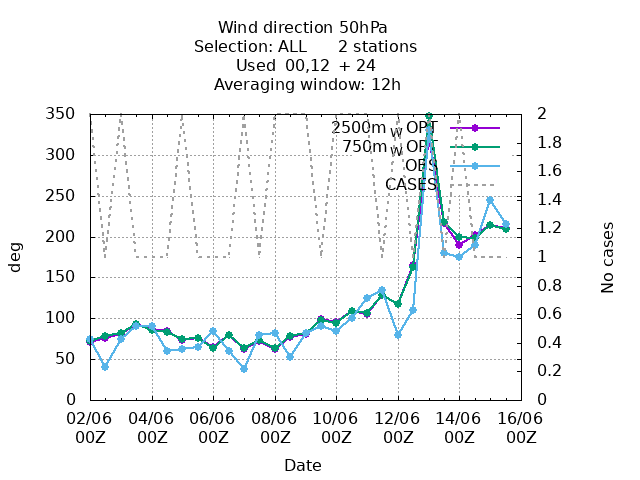 Wind direction 50hPa
Selection: ALL 2 stations
Used 00,12 + 24
Averaging window: 12h
350
300
250
200
150
100
50
0
deg
2500m W OPT
750m W OPT
OBS
CASES
2
1.8
1.6
1.4
1.2
1
0.8
0.6
0.4
0.2
0
No cases
02/06 04/06 06/06 08/06 10/06 12/06 14/06 16/06
00Z 00Z 00Z 00Z 00Z 00Z 00Z 00Z
Date